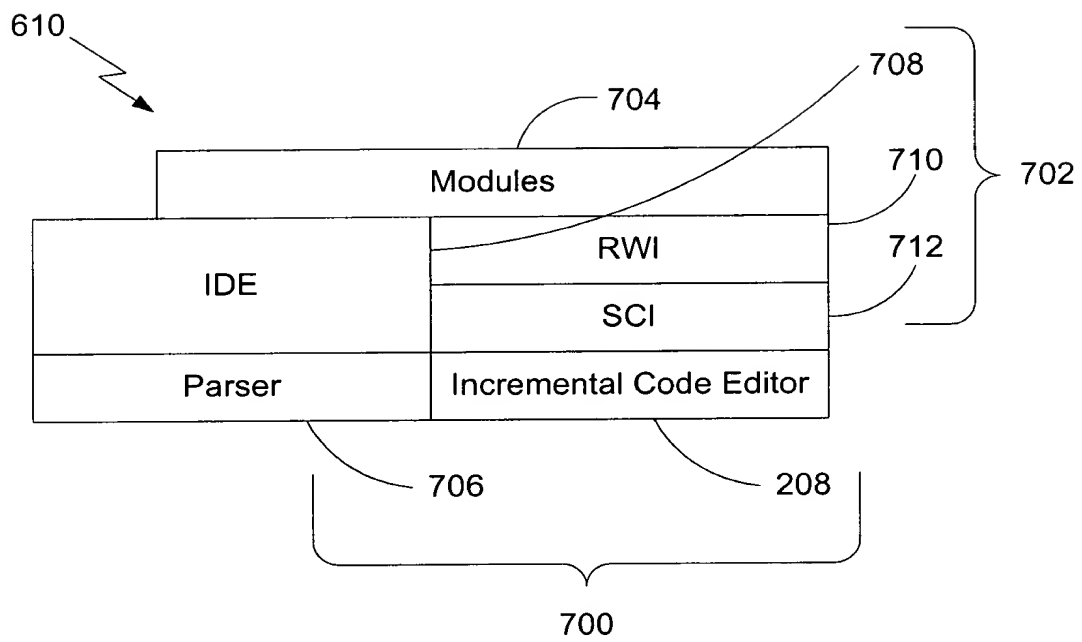 610
708
704
Modules
710
702
RWI
712
IDE
SCI
Parser
Incremental Code Editor
706
208
700